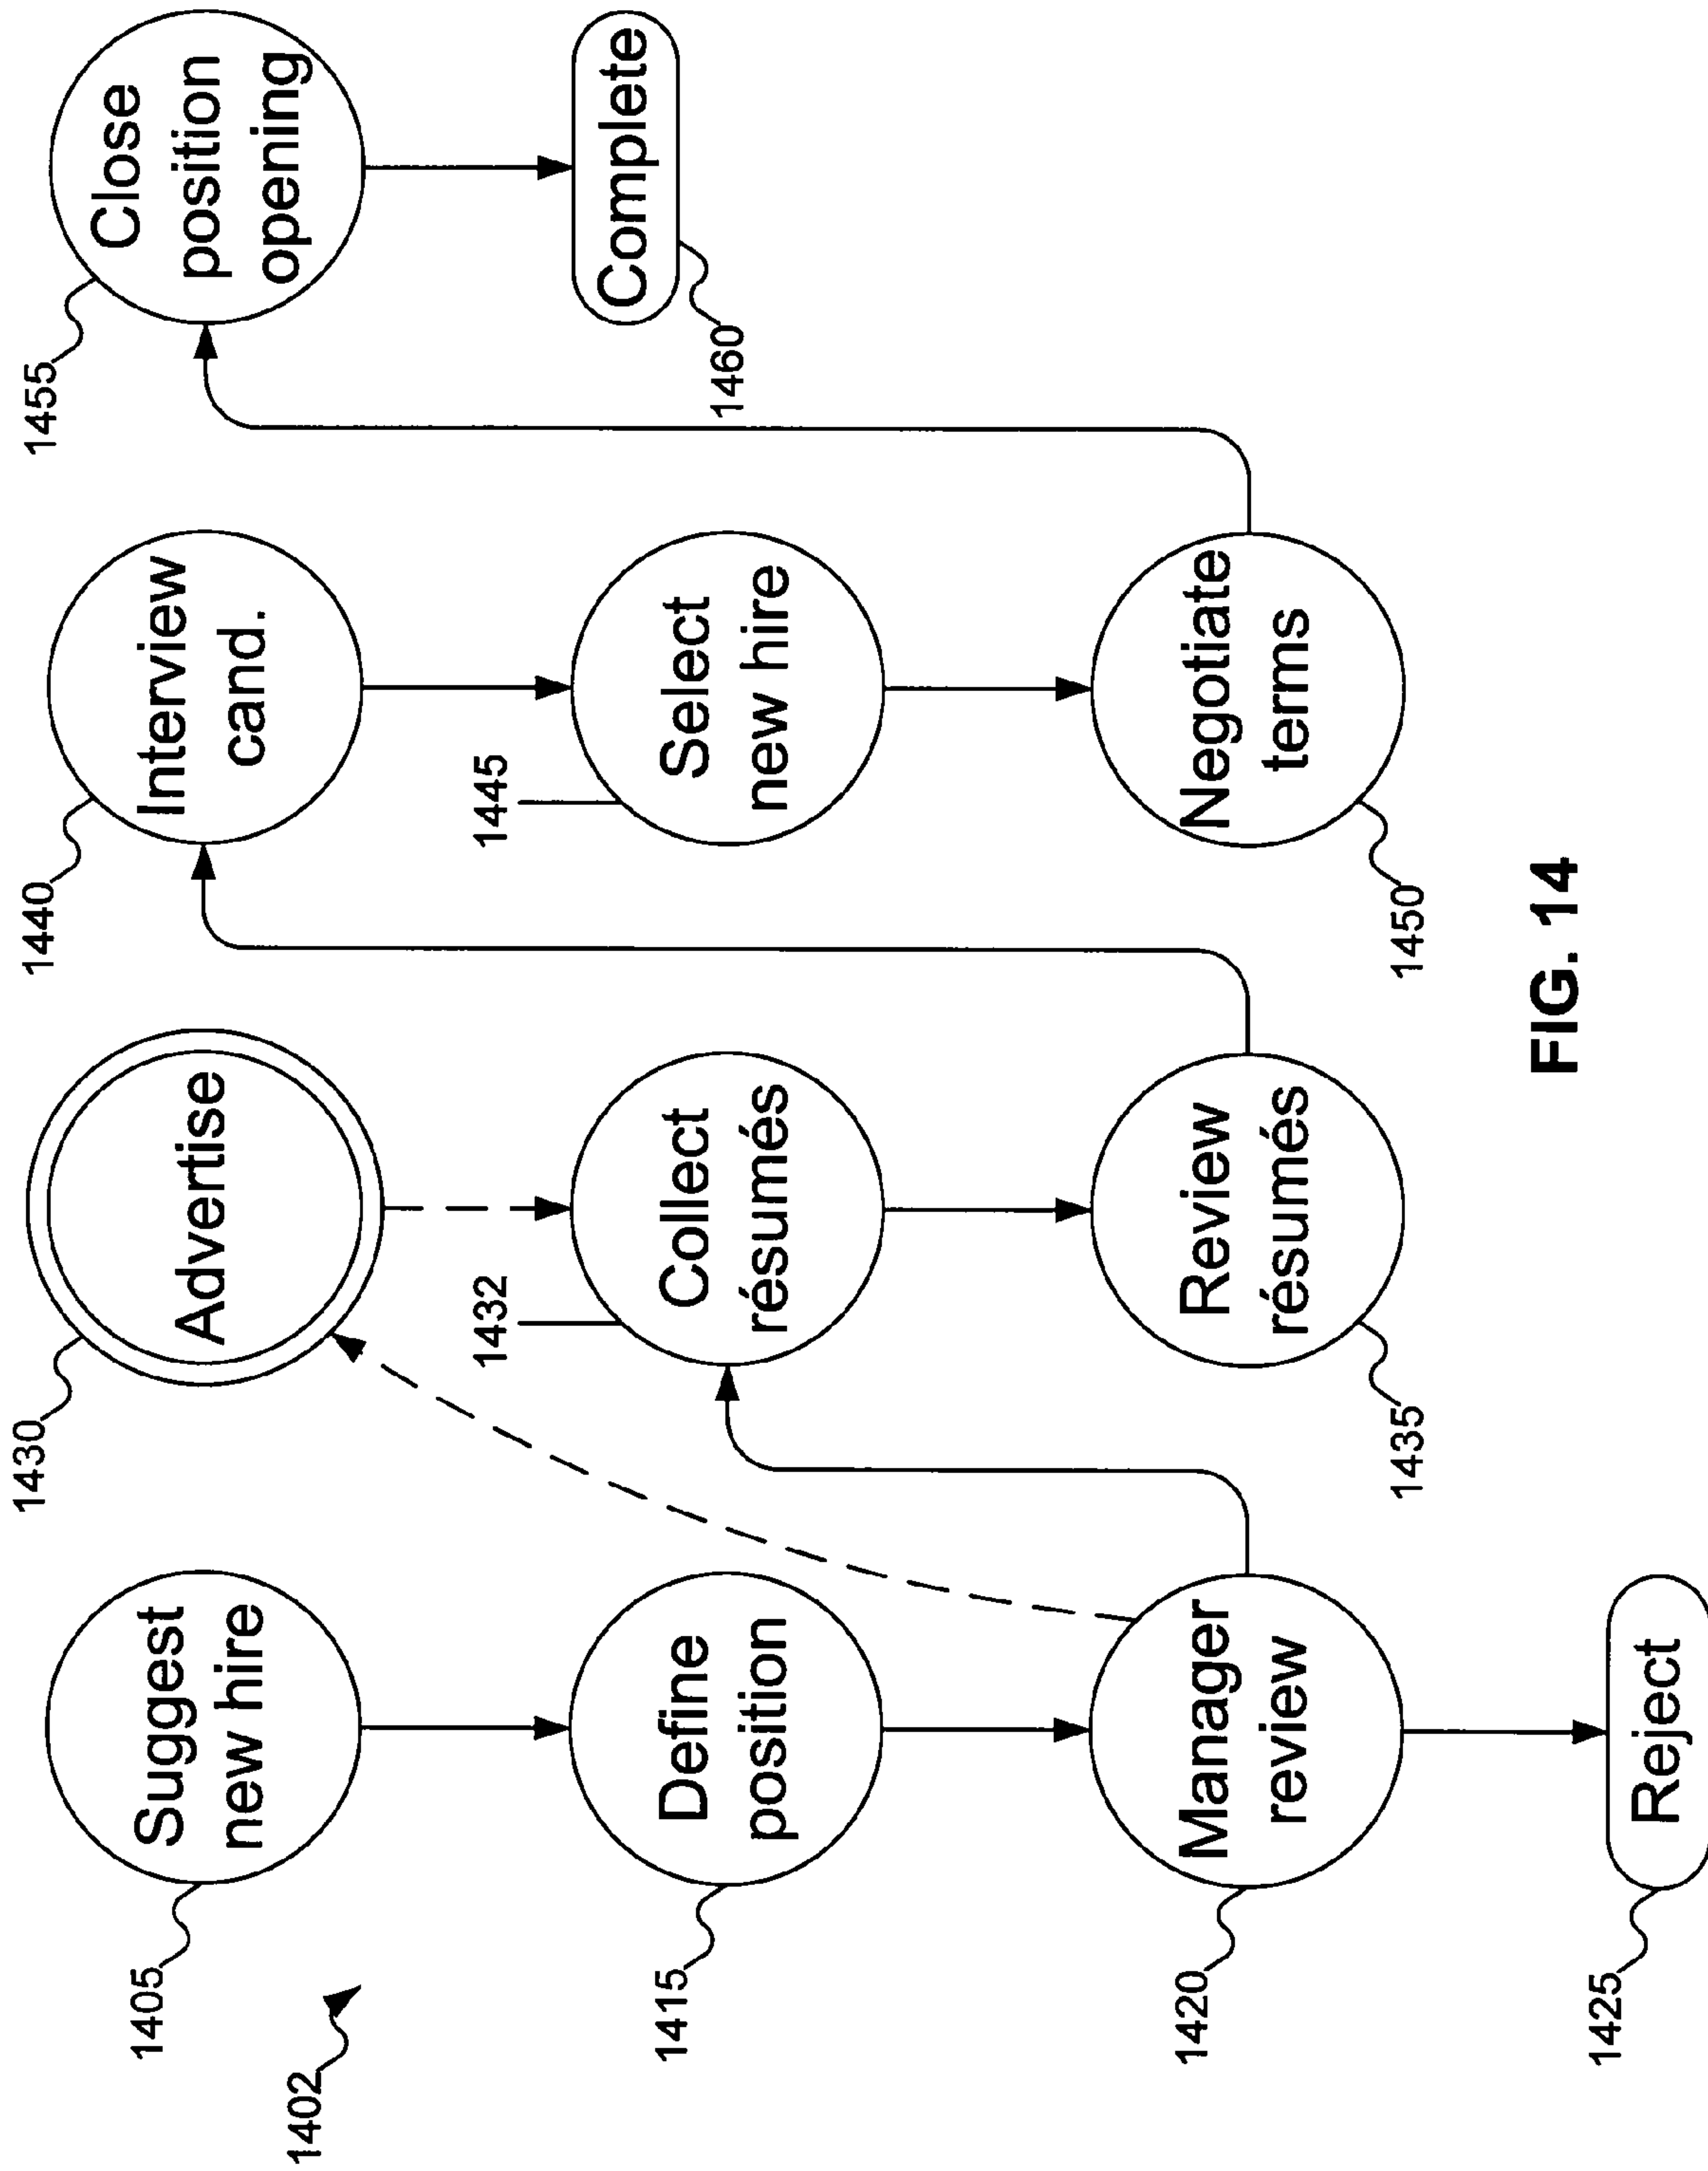 1402
1405
Suggest
new hire
1415
Define
position
1420
Manager
review
1425
Reject
1430
Advertise
1432
Collect
résumés
1435
Review
résumés
1440
Interview
cand.
1445
Select
new hire
1450
Negotiate
terms
1455
Close
position
opening
1460
Complete
FIG. 14